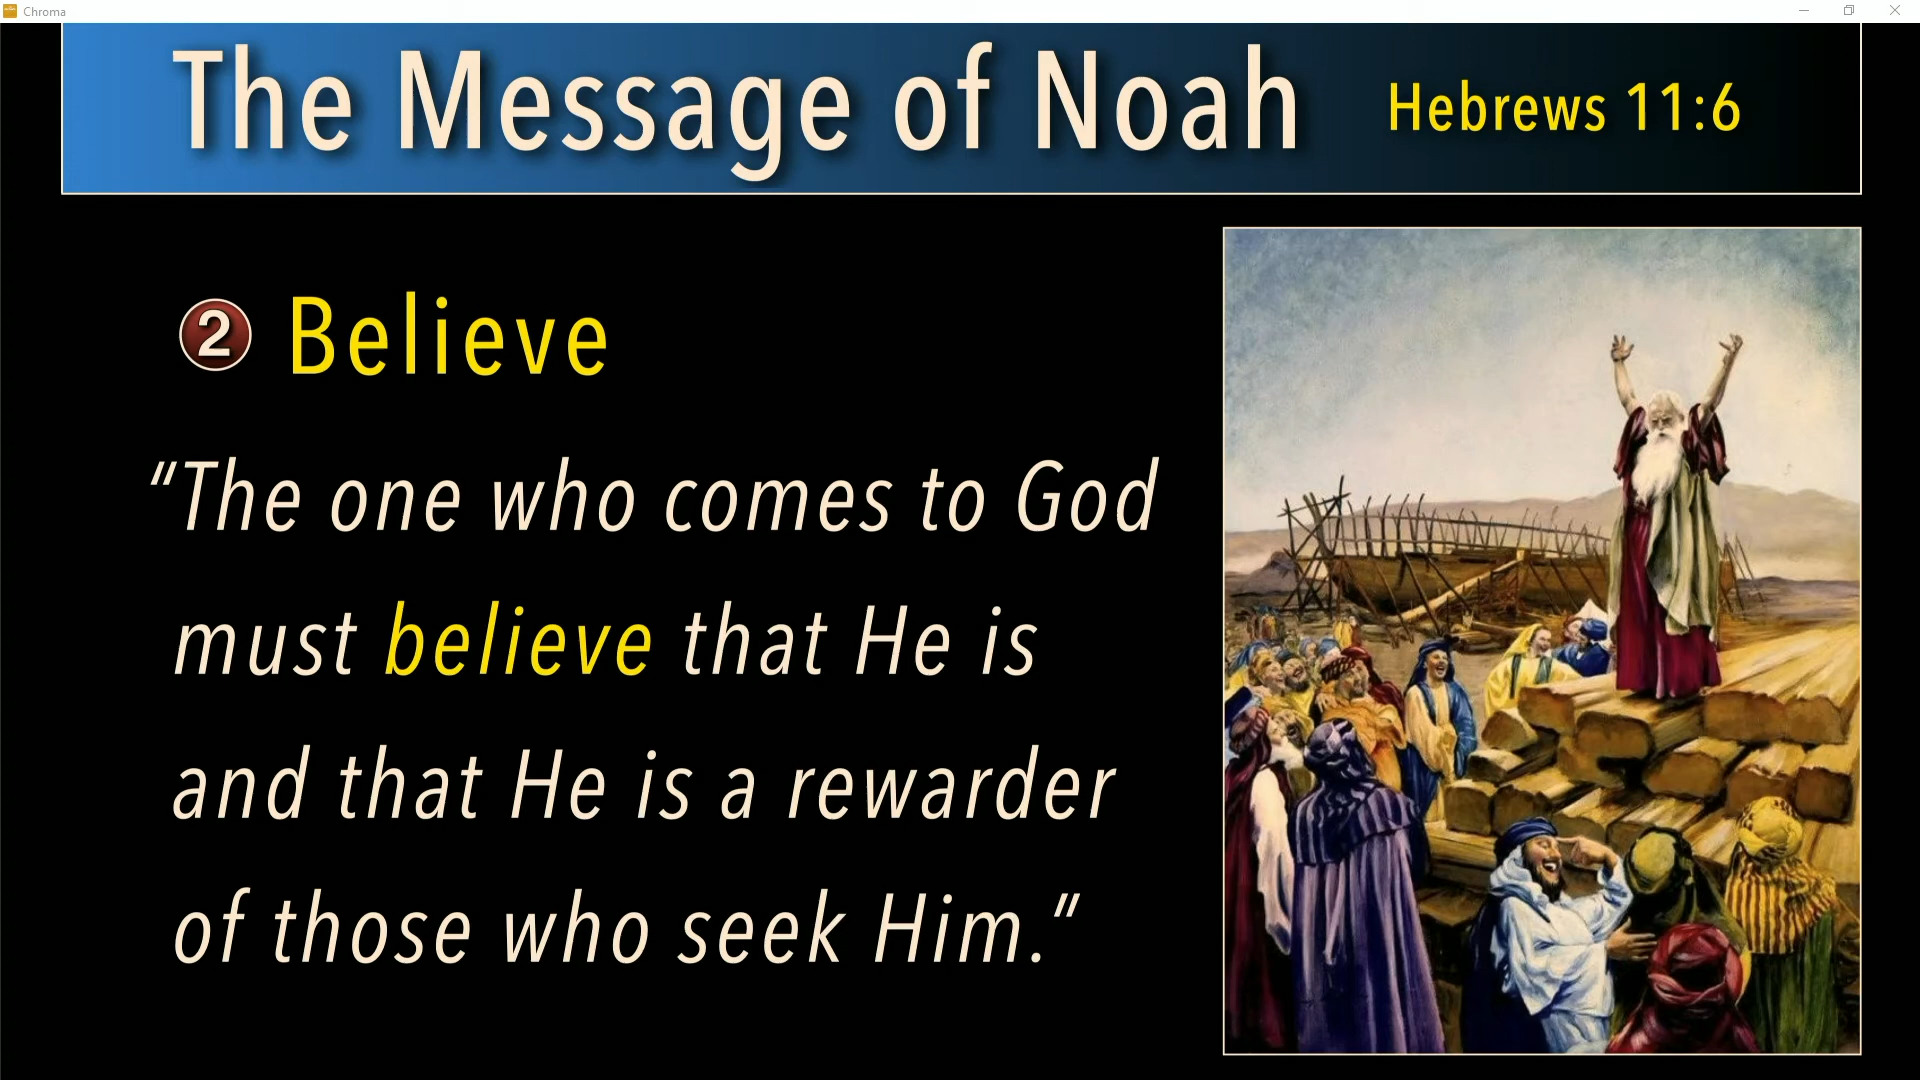 Chroma
The Message of Noah Hebrews 11:6
2 Believe
“The one who comes to God
must believe that He is
and that He is a rewarder
of those who seek Him.”